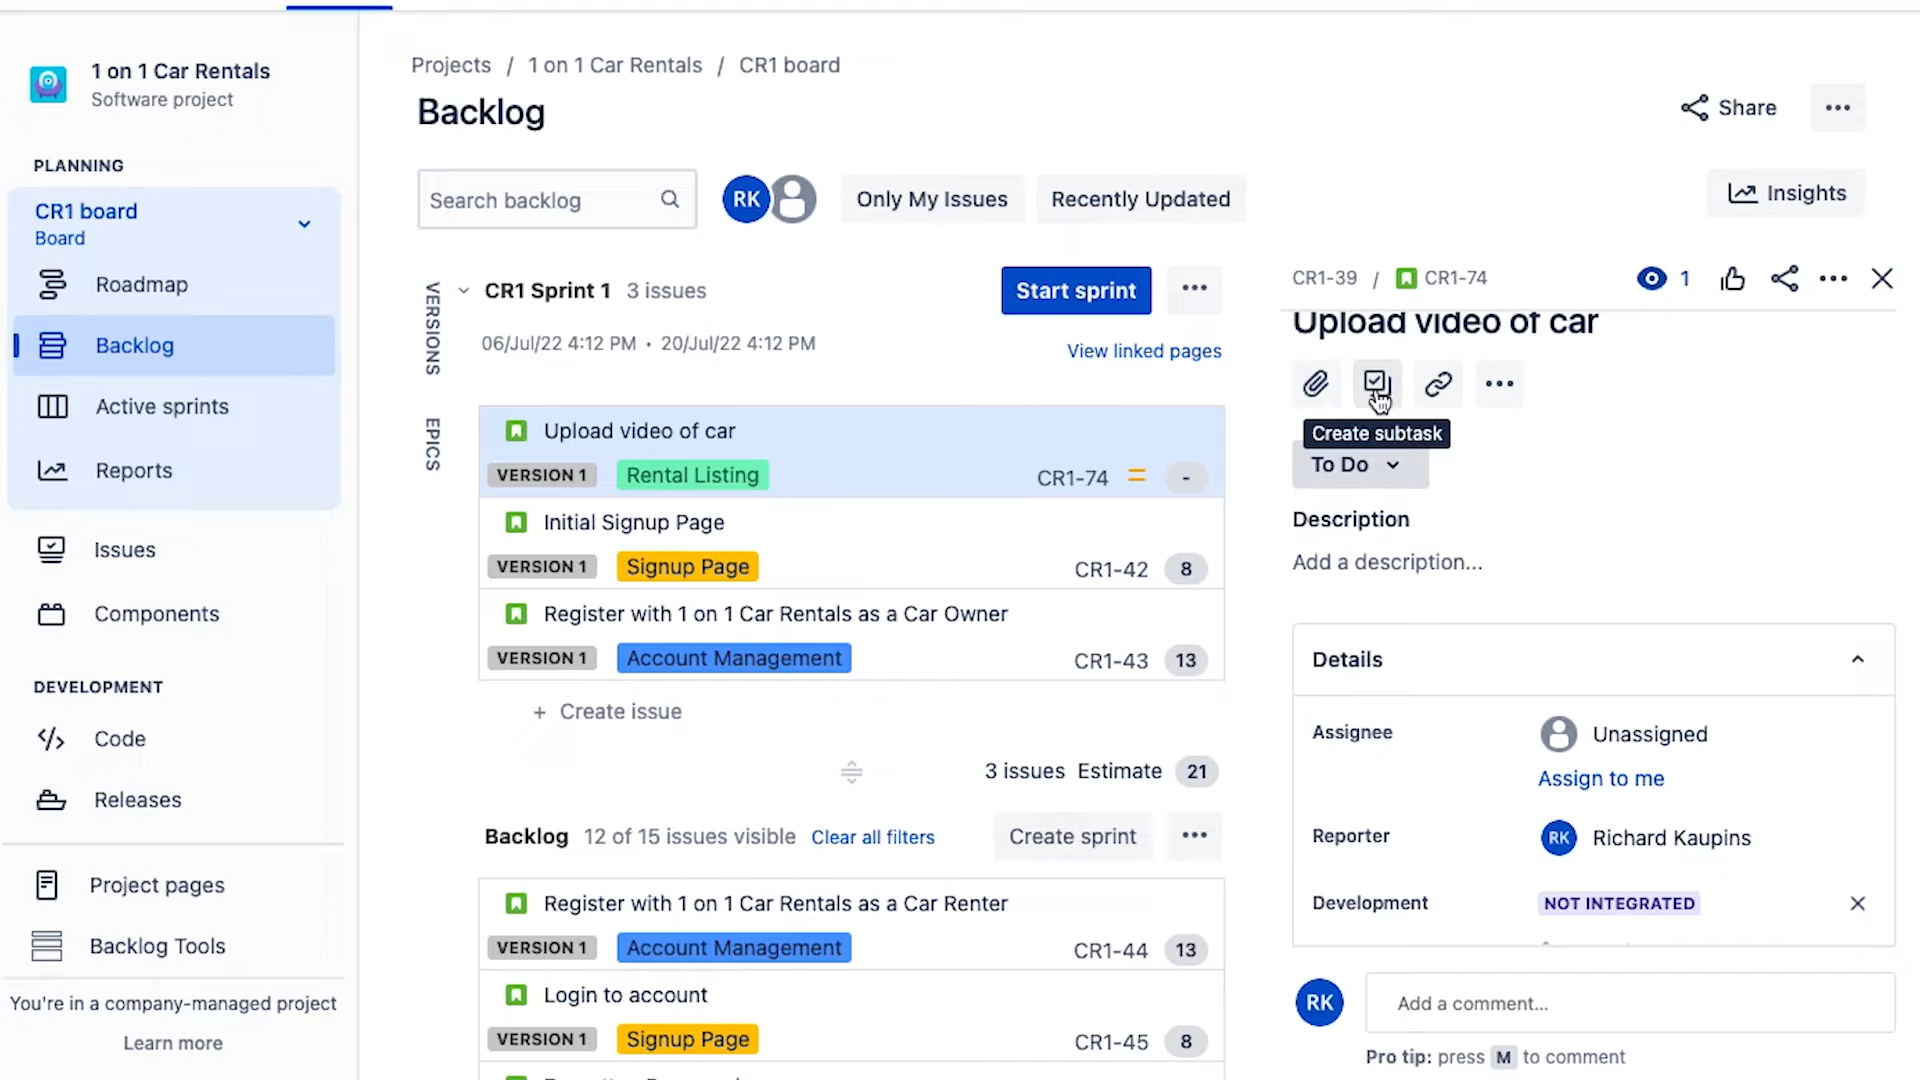 1 on 1 Car Rentals
Software project
PLANNING
CR1 board
Board
Roadmap
Backlog
Active sprints
Reports
Issues
Components
DEVELOPMENT
Code
Releases
Project pages
Backlog Tools
You're in a company-managed project
Learn more
Projects / 1 on 1 Car Rentals / CR1 board
Backlog
Share
Search backlog
RK
Only My Issues
Recently Updated
Insights
VERSIONS
EPICS
CR1 Sprint 1 3 issues
Start sprint
06/Jul/22 4:12 PM • 20/Jul/22 4:12 PM
View linked pages
Upload video of car
VERSION 1 Rental Listing CR1-74 -
Initial Signup Page
VERSION 1 Signup Page CR1-42 8
Register with 1 on 1 Car Rentals as a Car Owner
VERSION 1 Account Management CR1-43 13
+ Create issue
3 issues Estimate 21
Backlog 12 of 15 issues visible Clear all filters Create sprint
Register with 1 on 1 Car Rentals as a Car Renter
VERSION 1 Account Management CR1-44 13
Login to account
VERSION 1 Signup Page CR1-45 8
CR1-39 / CR1-74 1
Upload video of car
Create subtask
To Do
Description
Add a description...
Details
Assignee Unassigned
Assign to me
Reporter RK Richard Kaupins
Development NOT INTEGRATED
RK Add a comment...
Pro tip: press M to comment